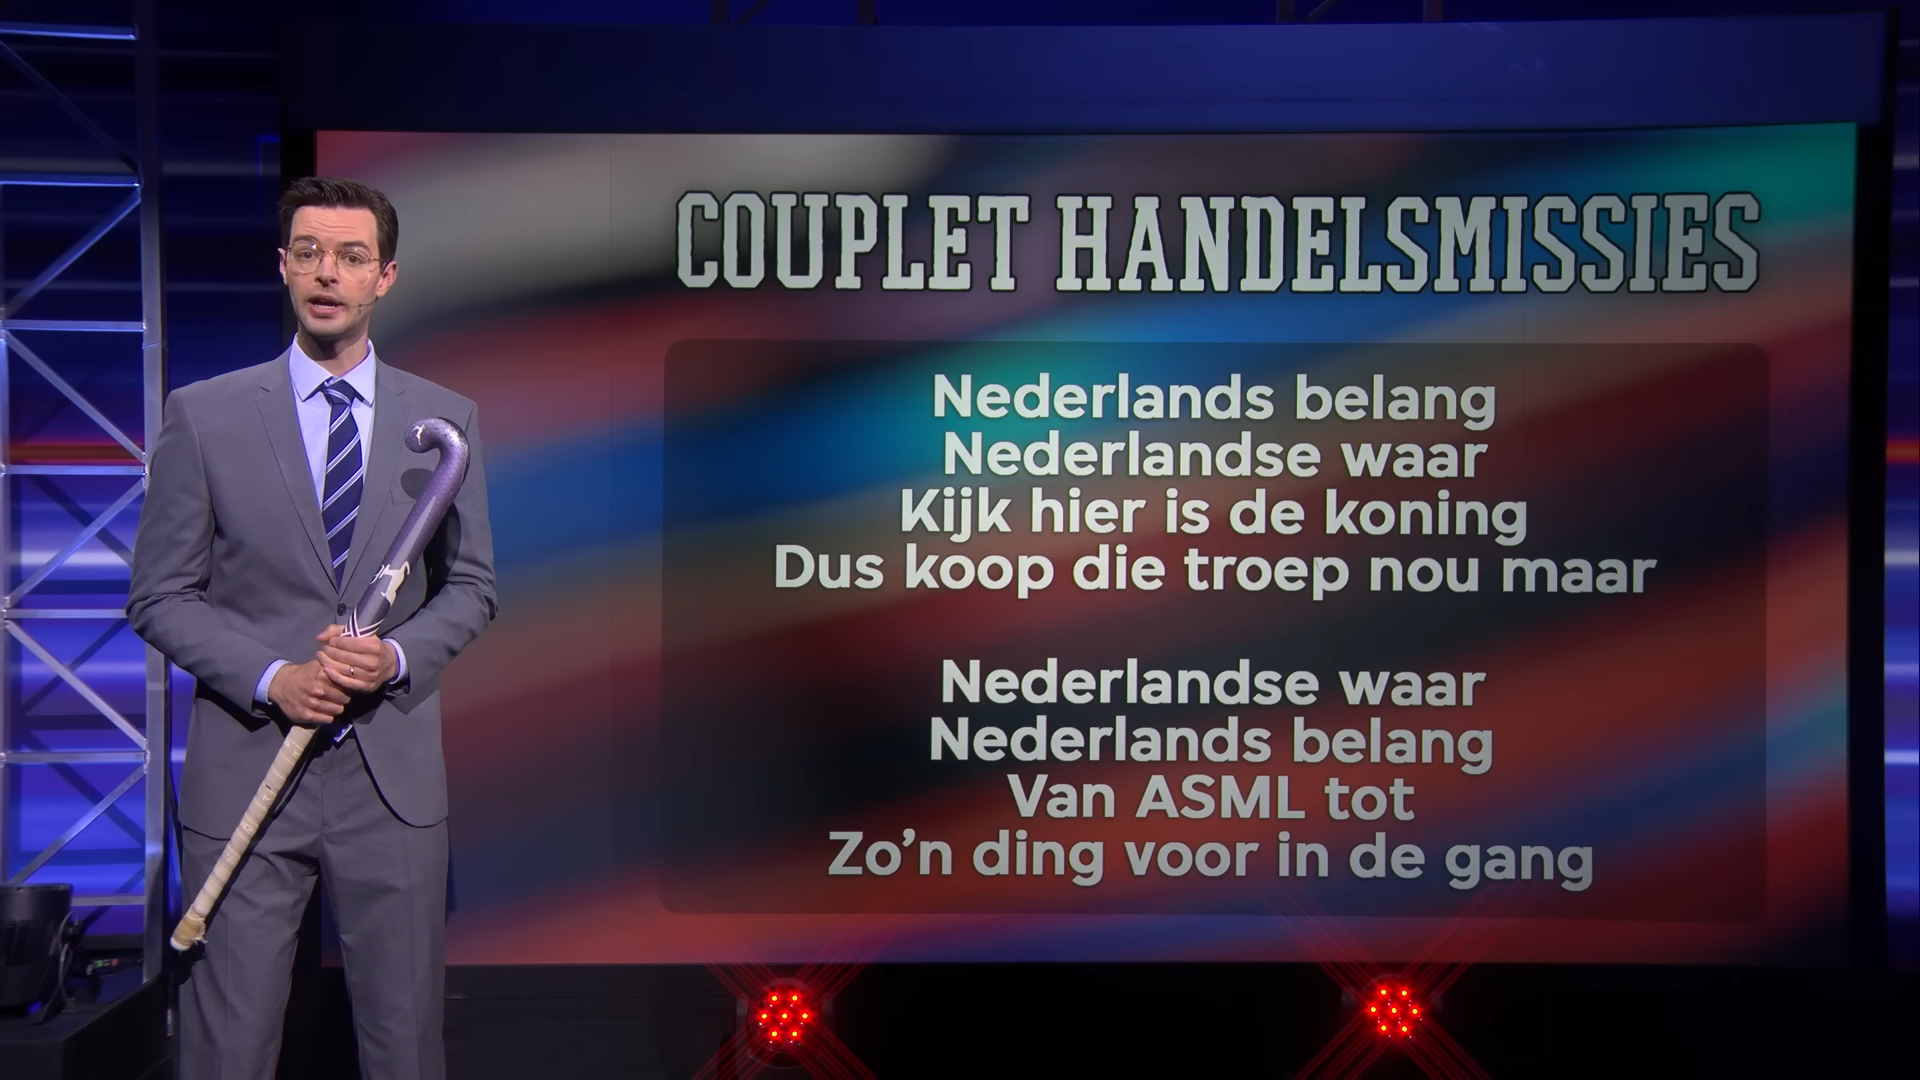 COUPLET HANDELSMISSIES
Nederlands belang
Nederlandse waar
Kijk hier is de koning
Dus koop die troep nou maar
Nederlandse waar
Nederlands belang
Van ASML tot
Zo’n ding voor in de gang